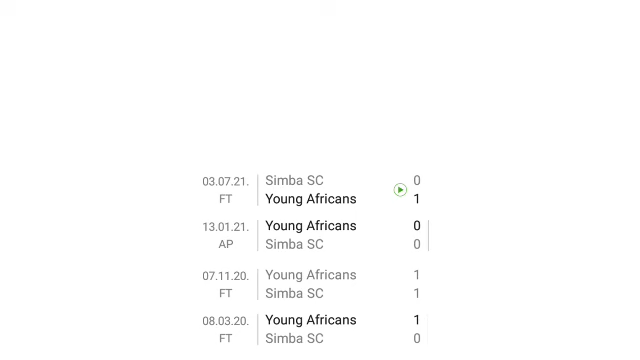 03.07.21. Simba SC 0
FT Young Africans 1
13.01.21. Young Africans 0
AP Simba SC 0
07.11.20. Young Africans 1
FT Simba SC 1
08.03.20. Young Africans 1
FT Simba SC 0